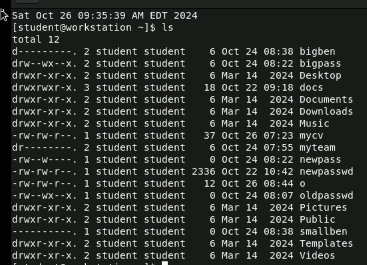 Sat Oct 26 09:35:39 AM EDT 2024
[student@workstation ~]$ ls
total 12
d---------. 2 student student 6 Oct 24 08:38 bigben
drw--wx--x. 2 student student 6 Oct 24 08:22 bigpass
drwxr-xr-x. 2 student student 6 Mar 14 2024 Desktop
drwxrwxr-x. 3 student student 18 Oct 22 09:18 docs
drwxr-xr-x. 2 student student 6 Mar 14 2024 Documents
drwxr-xr-x. 2 student student 6 Mar 14 2024 Downloads
drwxr-xr-x. 2 student student 6 Mar 14 2024 Music
-rw-rw-r--. 1 student student 37 Oct 26 07:23 mycv
dr--------. 2 student student 6 Oct 24 07:55 myteam
-rw--w----. 1 student student 0 Oct 24 08:22 newpass
-rw-rw-r--. 1 student student 2336 Oct 22 10:42 newpasswd
-rw-rw-r--. 1 student student 12 Oct 26 08:44 o
-rw--wx--x. 1 student student 0 Oct 24 08:07 oldpasswd
drwxr-xr-x. 2 student student 6 Mar 14 2024 Pictures
drwxr-xr-x. 2 student student 6 Mar 14 2024 Public
----------. 1 student student 0 Oct 24 08:38 smallben
drwxr-xr-x. 2 student student 6 Mar 14 2024 Templates
drwxr-xr-x. 2 student student 6 Mar 14 2024 Videos